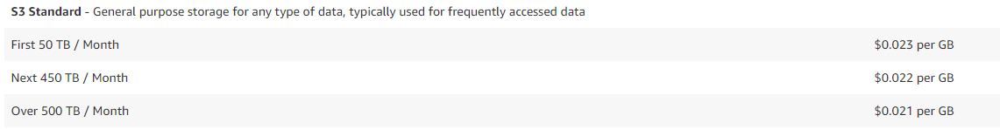 S3 Standard - General purpose storage for any type of data, typically used for frequently accessed data
First 50 TB / Month $0.023 per GB
Next 450 TB / Month $0.022 per GB
Over 500 TB / Month $0.021 per GB